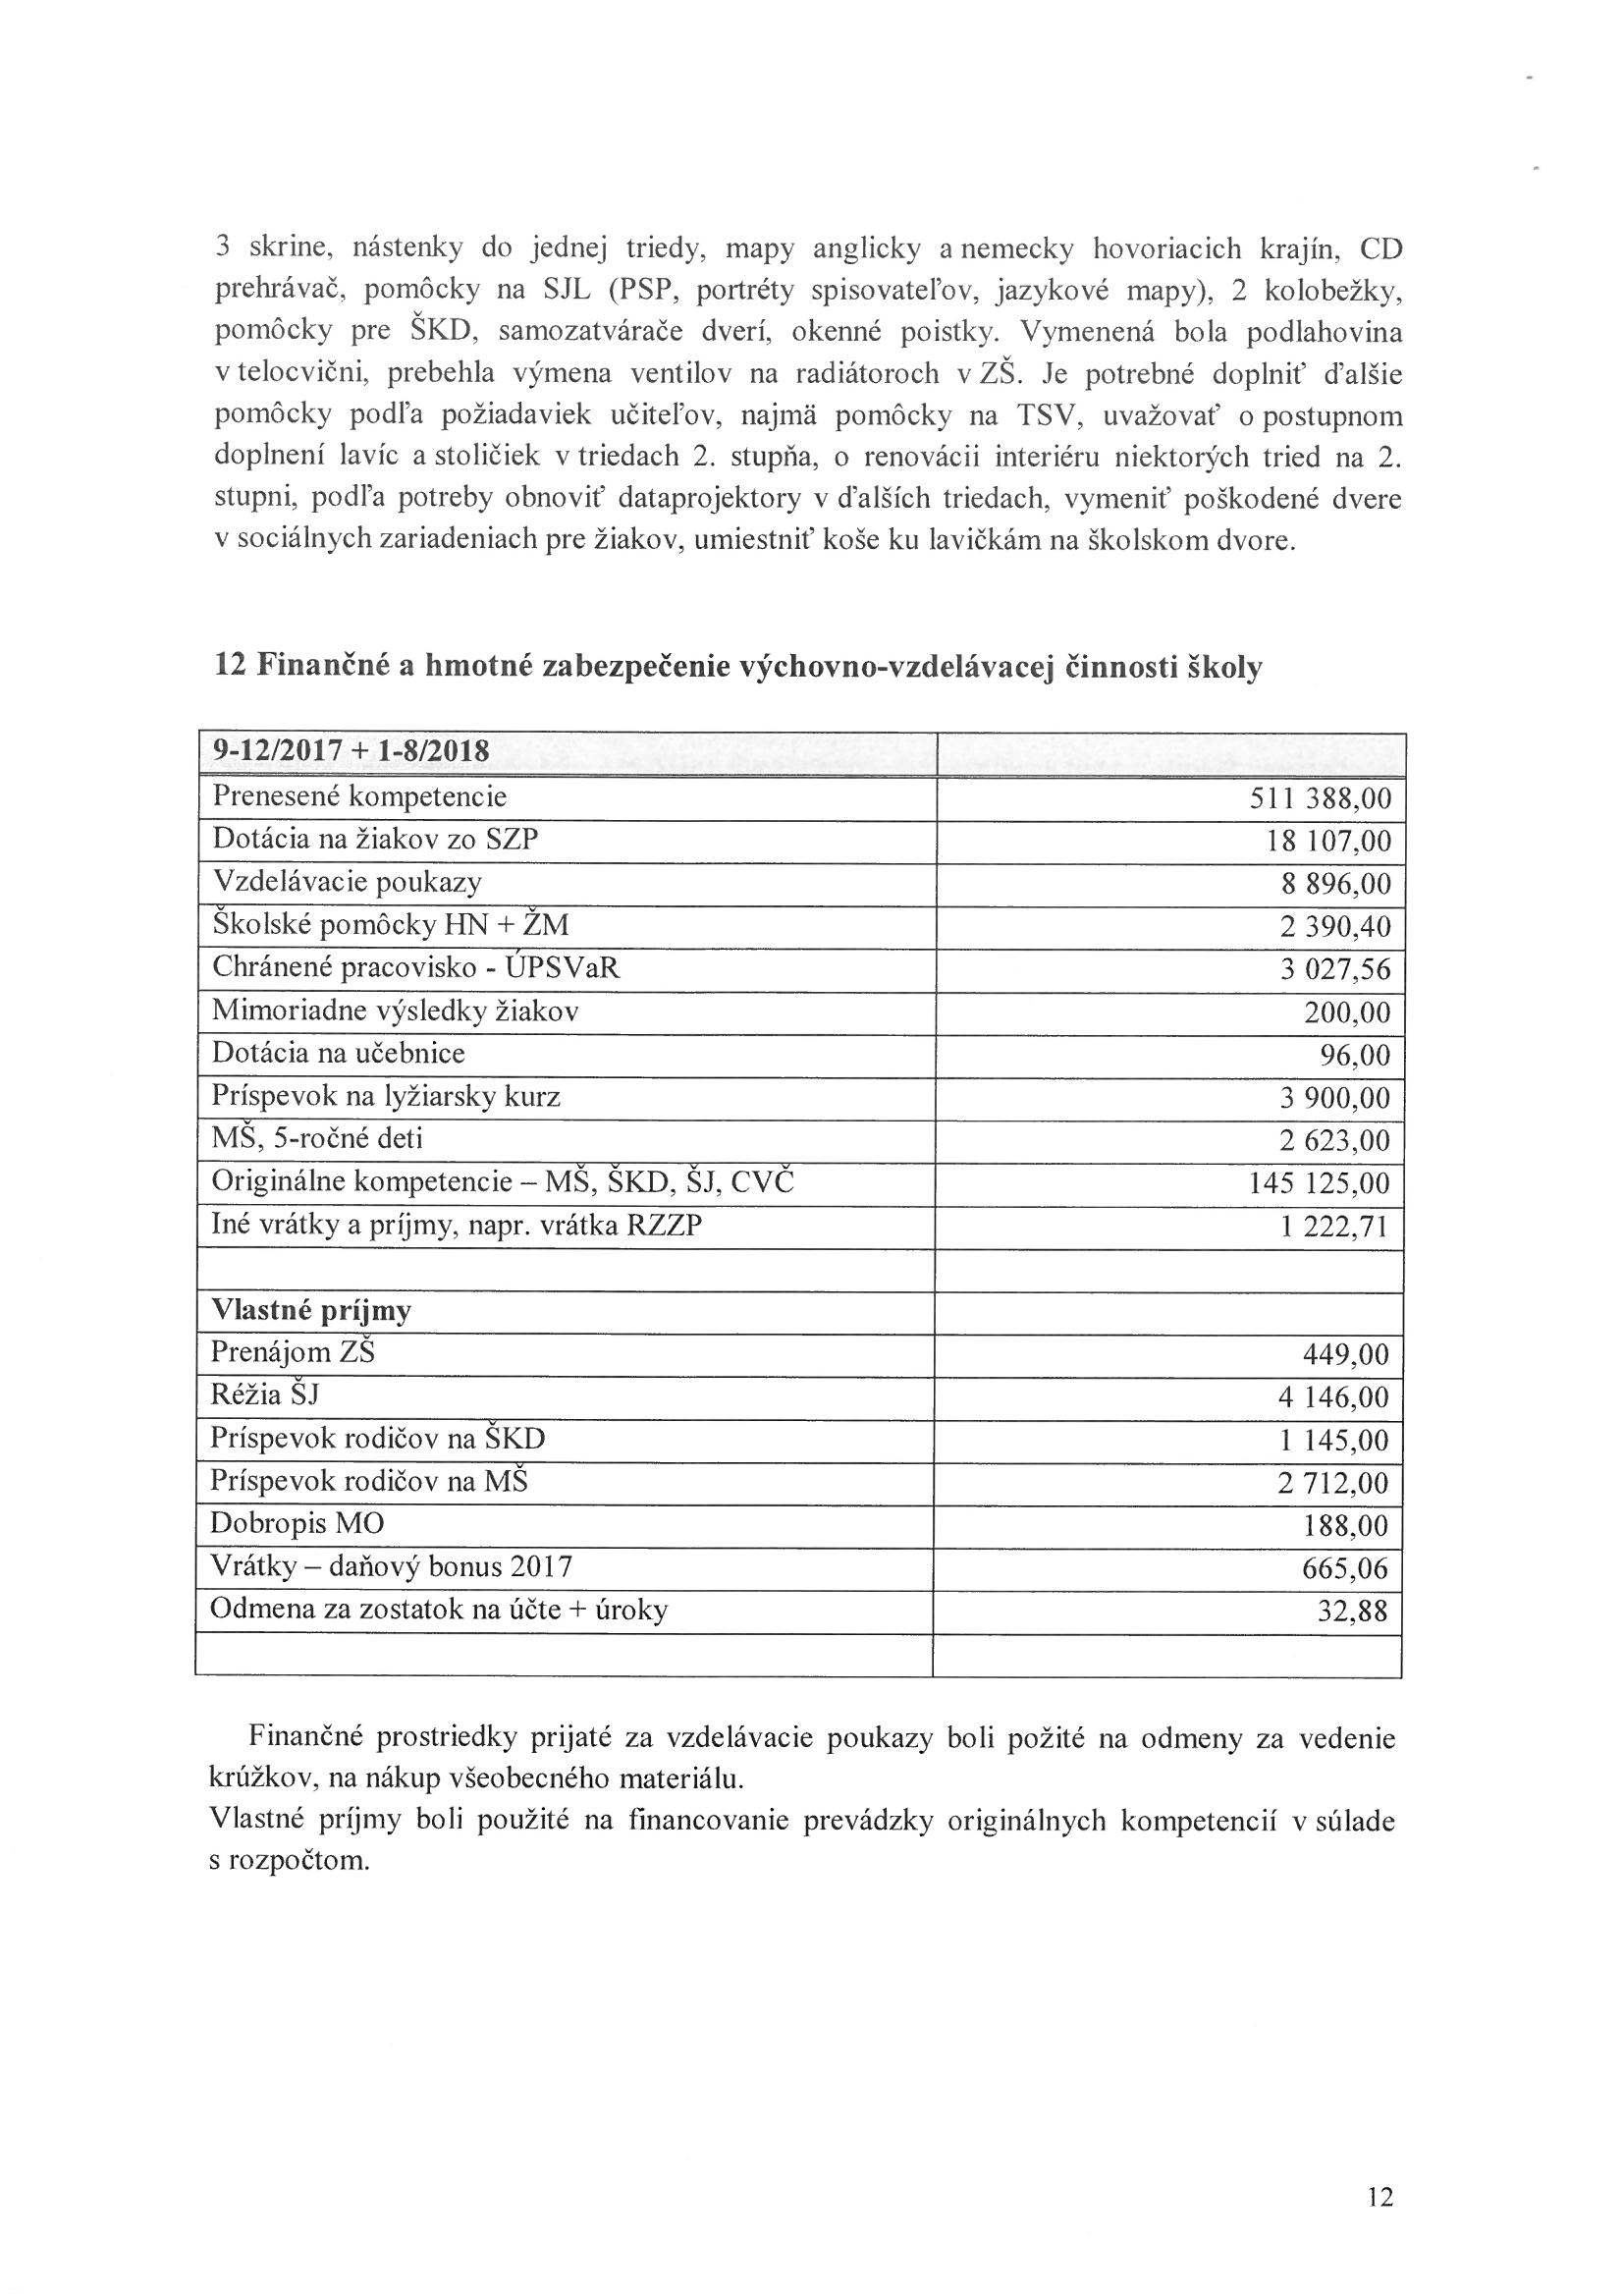 3 skrine, nástenky do jednej triedy, mapy anglicky a nemecky hovoriacich krajín, CD
prehrávač, pomôcky na SJL (PSP, portréty spisovateľov, jazykové mapy), 2 kolobežky,
pomôcky pre ŠKD, samozatvárače dverí, okenné poistky. Vymenená bola podlahovina
v telocvični, prebehla výmena ventilov na radiátoroch v ZŠ. Je potrebné doplniť ďalšie
pomôcky podľa požiadaviek učiteľov, najmä pomôcky na TSV, uvažovať o postupnom
doplnení lavíc a stoličiek v triedach 2. stupňa, o renovácii interiéru niektorých tried na 2.
stupni, podľa potreby obnoviť dataprojektory v ďalších triedach, vymeniť poškodené dvere
v sociálnych zariadeniach pre žiakov, umiestniť koše ku lavičkám na školskom dvore.
12 Finančné a hmotné zabezpečenie výchovno-vzdelávacej činnosti školy
9-12/2017 + 1-8/2018
Prenesené kompetencie 511 388,00
Dotácia na žiakov zo SZP 18 107,00
Vzdelávacie poukazy 8 896,00
Školské pomôcky HN + ŽM 2 390,40
Chránené pracovisko - ÚPSVaR 3 027,56
Mimoriadne výsledky žiakov 200,00
Dotácia na učebnice 96,00
Príspevok na lyžiarsky kurz 3 900,00
MŠ, 5-ročné deti 2 623,00
Originálne kompetencie – MŠ, ŠKD, ŠJ, CVČ 145 125,00
Iné vrátky a príjmy, napr. vrátka RZZP 1 222,71
Vlastné príjmy
Prenájom ZŠ 449,00
Réžia ŠJ 4 146,00
Príspevok rodičov na ŠKD 1 145,00
Príspevok rodičov na MŠ 2 712,00
Dobropis MO 188,00
Vrátky – daňový bonus 2017 665,06
Odmena za zostatok na účte + úroky 32,88
Finančné prostriedky prijaté za vzdelávacie poukazy boli požité na odmeny za vedenie
krúžkov, na nákup všeobecného materiálu.
Vlastné príjmy boli použité na financovanie prevádzky originálnych kompetencií v súlade
s rozpočtom.
12